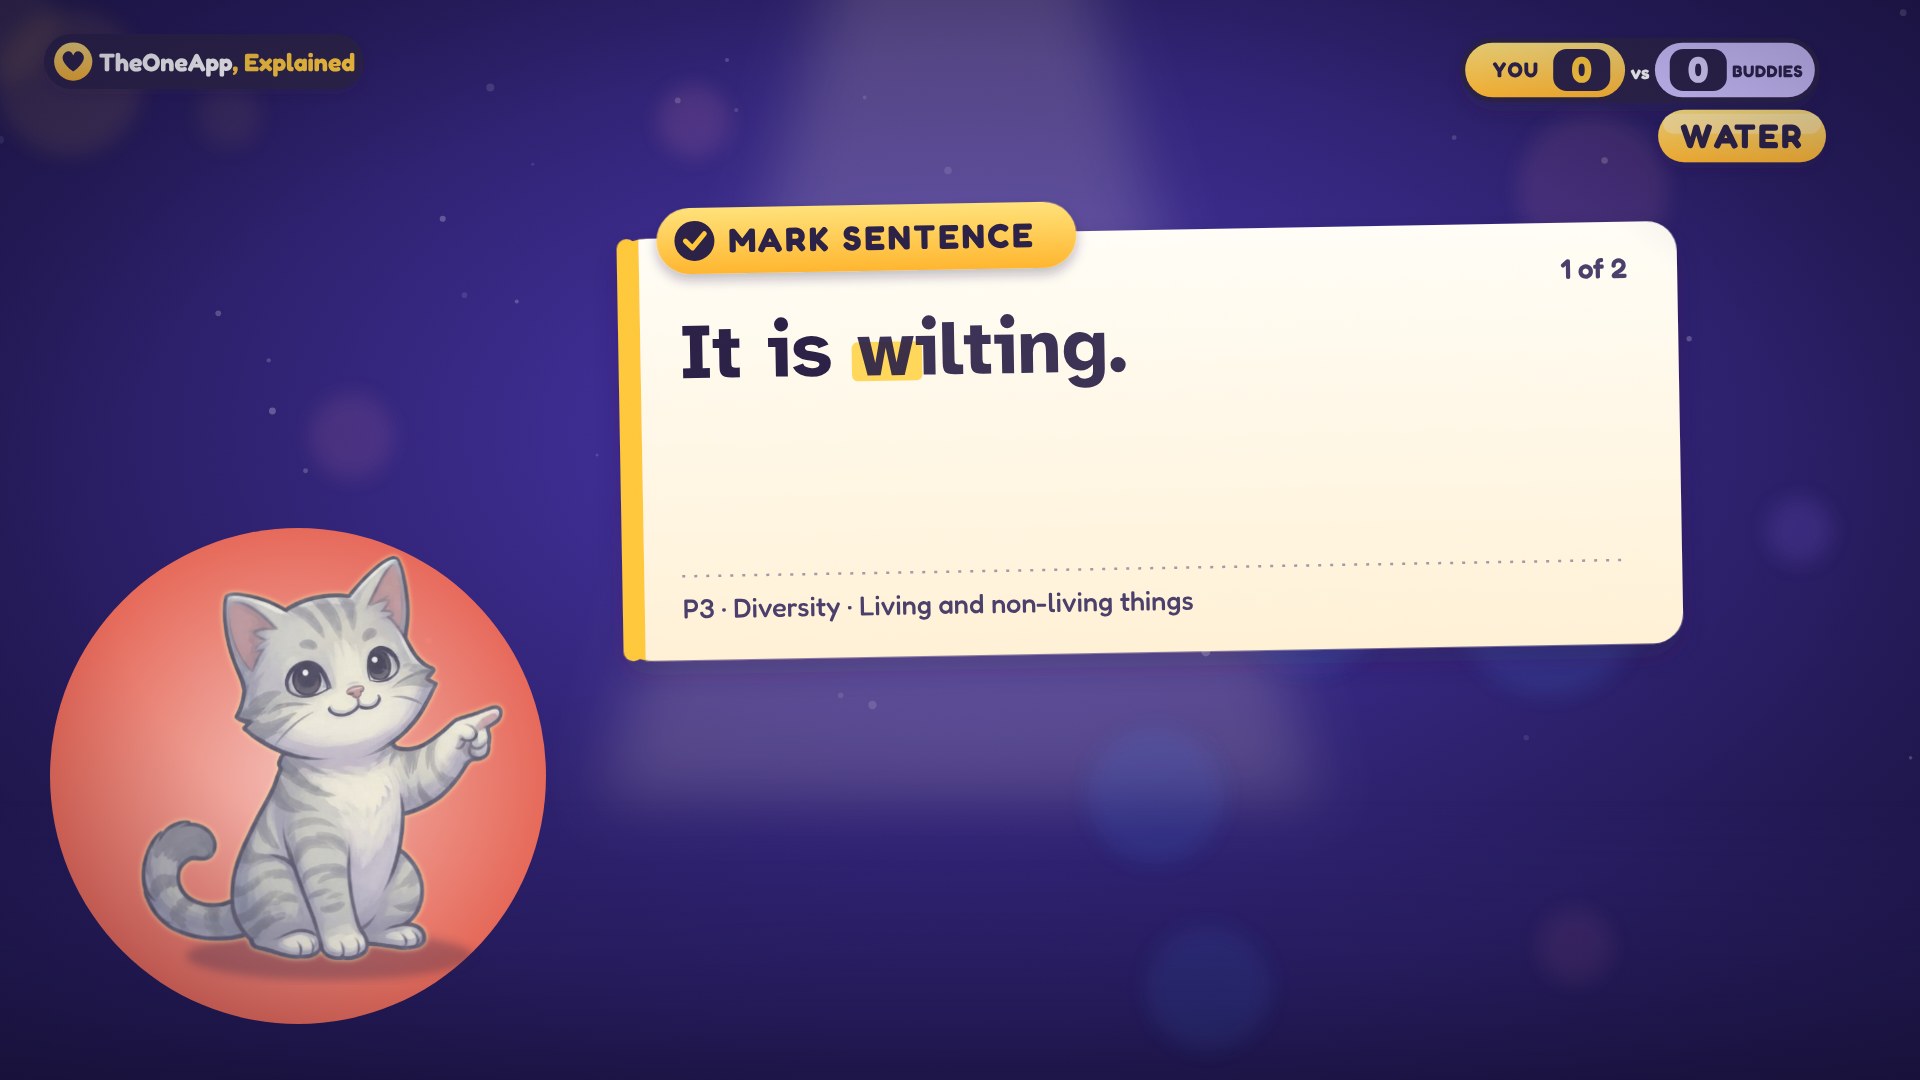 TheOneApp, Explained
YOU 0 vs 0 BUDDIES
WATER
MARK SENTENCE
1 of 2
It is wilting.
P3 · Diversity · Living and non-living things